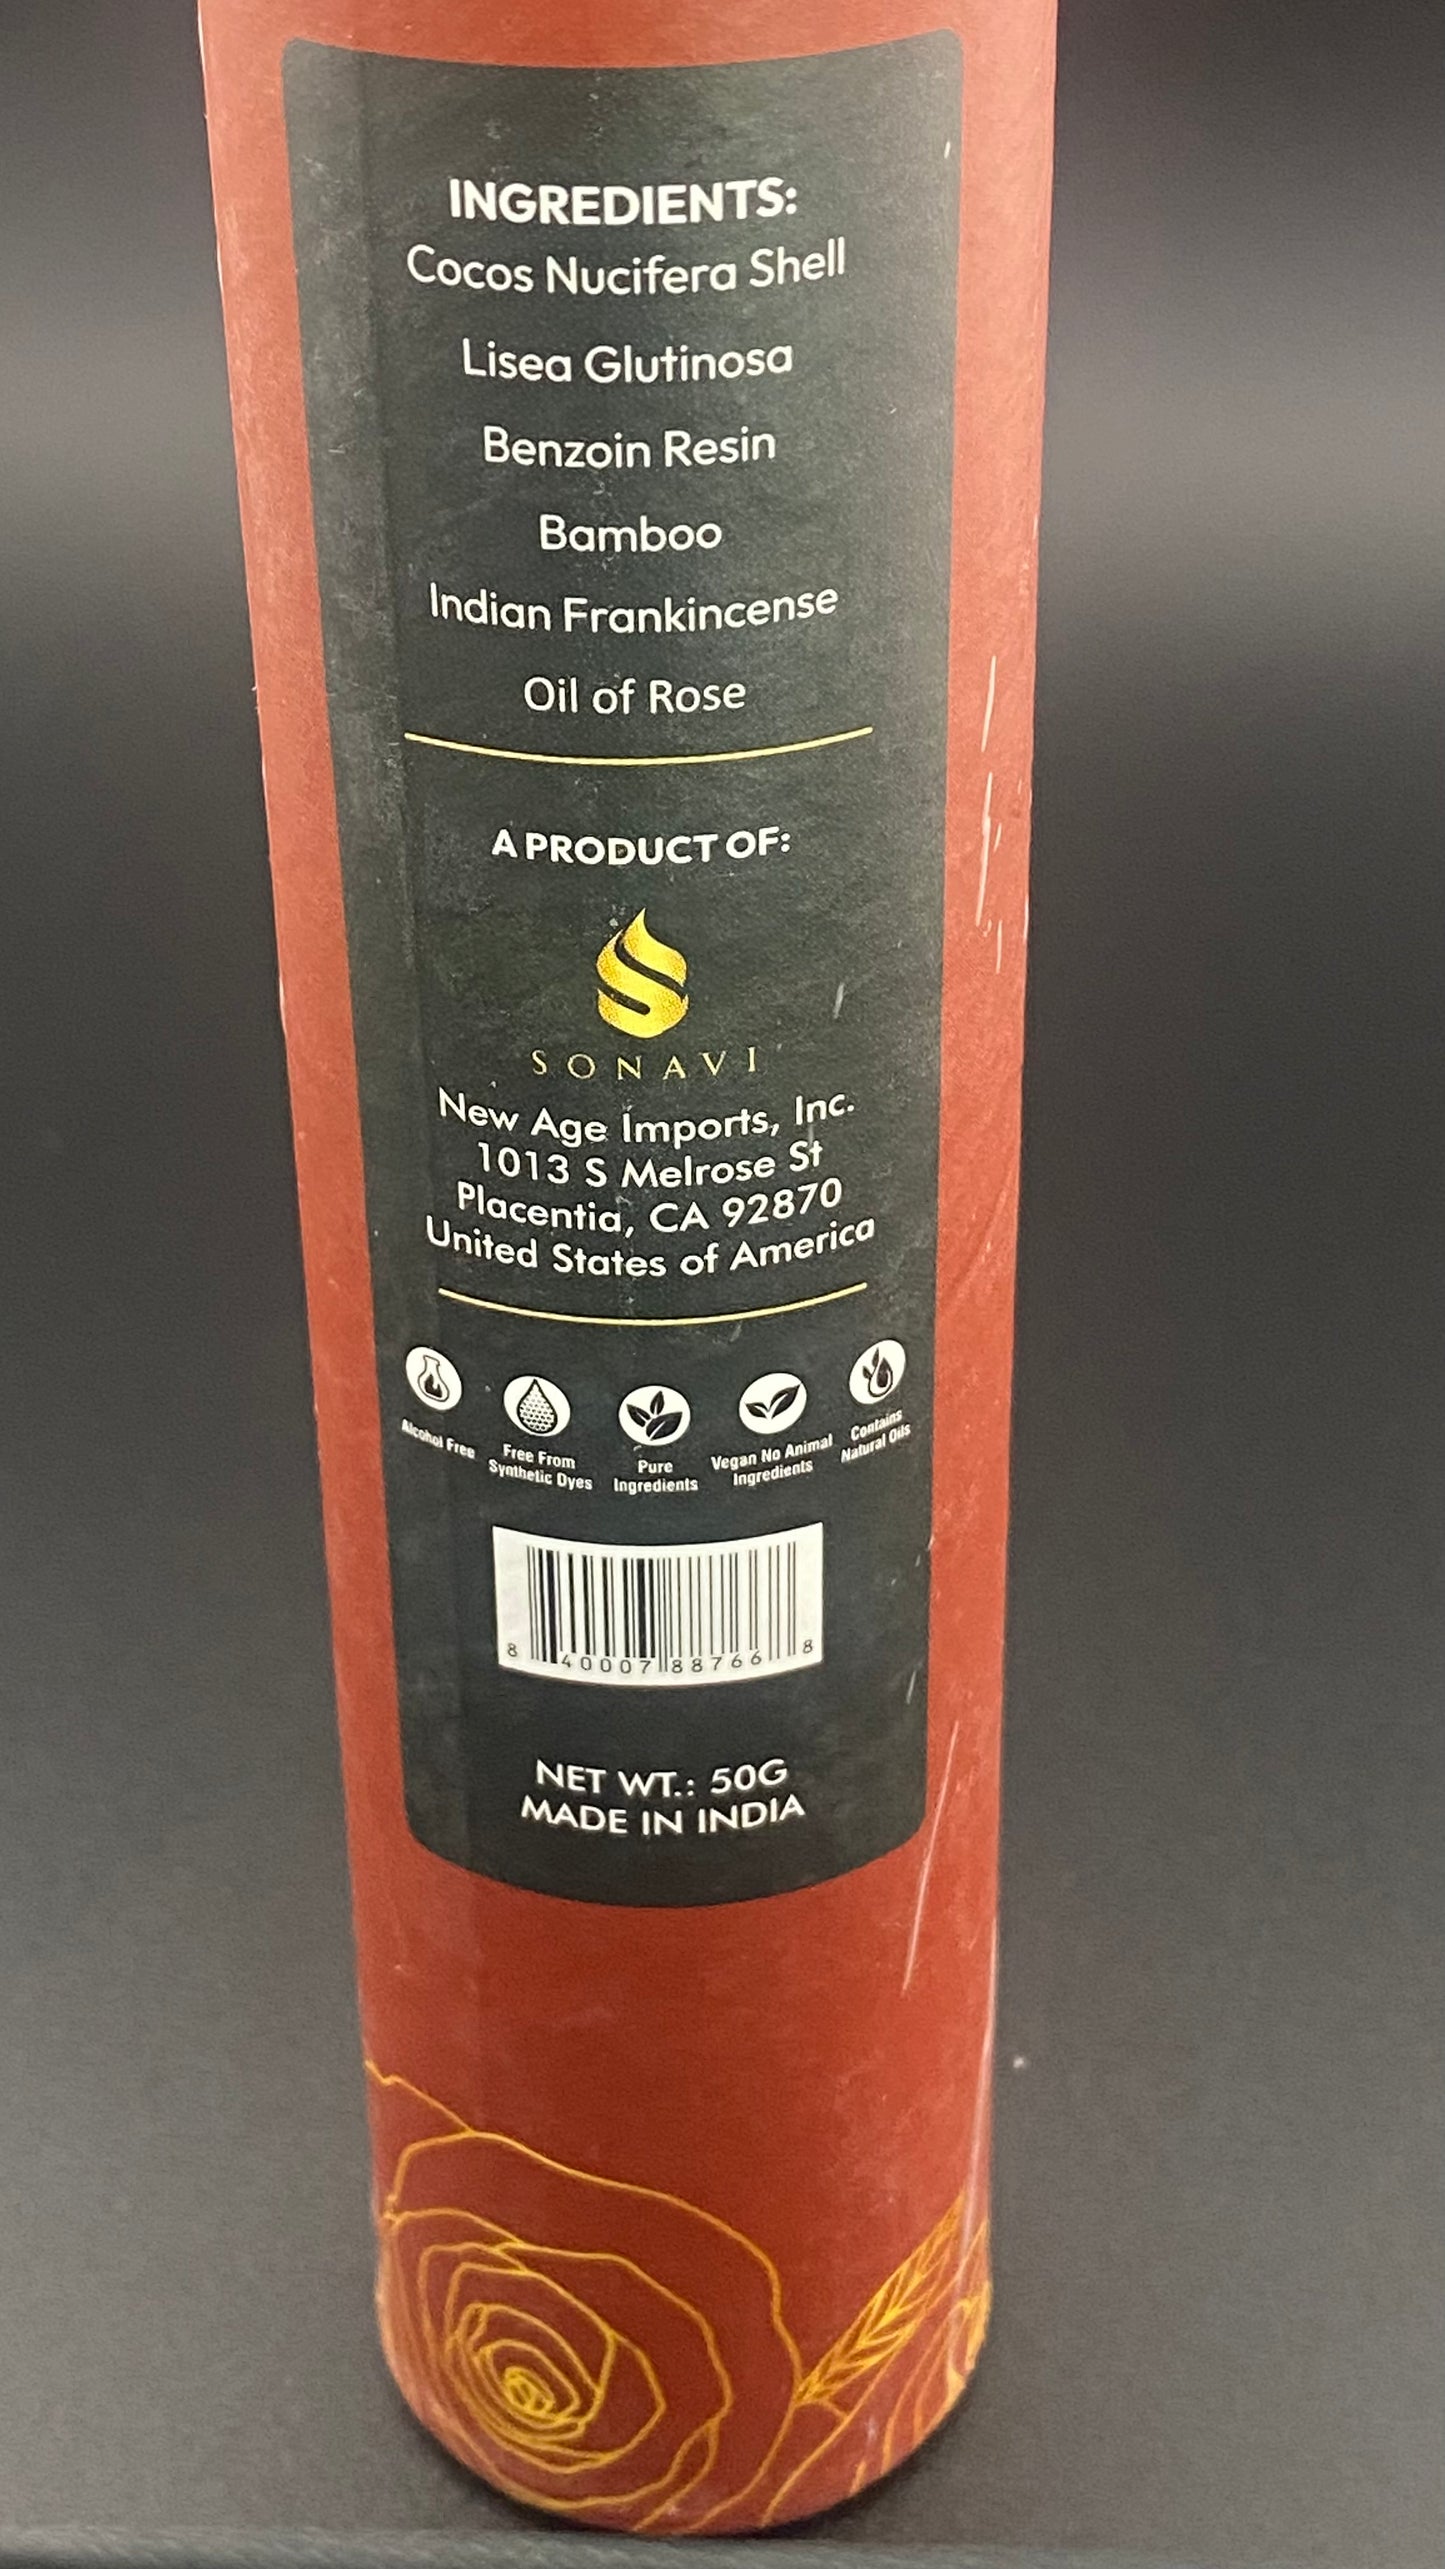 INGREDIENTS:
Cocos Nucifera Shell
Lisea Glutinosa
Benzoin Resin
Bamboo
Indian Frankincense
Oil of Rose
A PRODUCT OF:
SONAVI
New Age Imports, Inc.
1013 S Melrose St
Placentia, CA 92870
United States of America
Alcohol Free
Free From
Synthetic Dyes
Pure
Ingredients
Vegan No Animal
Ingredients
Contains
Natural Oils
8 40007 88766 8
NET WT.: 50G
MADE IN INDIA